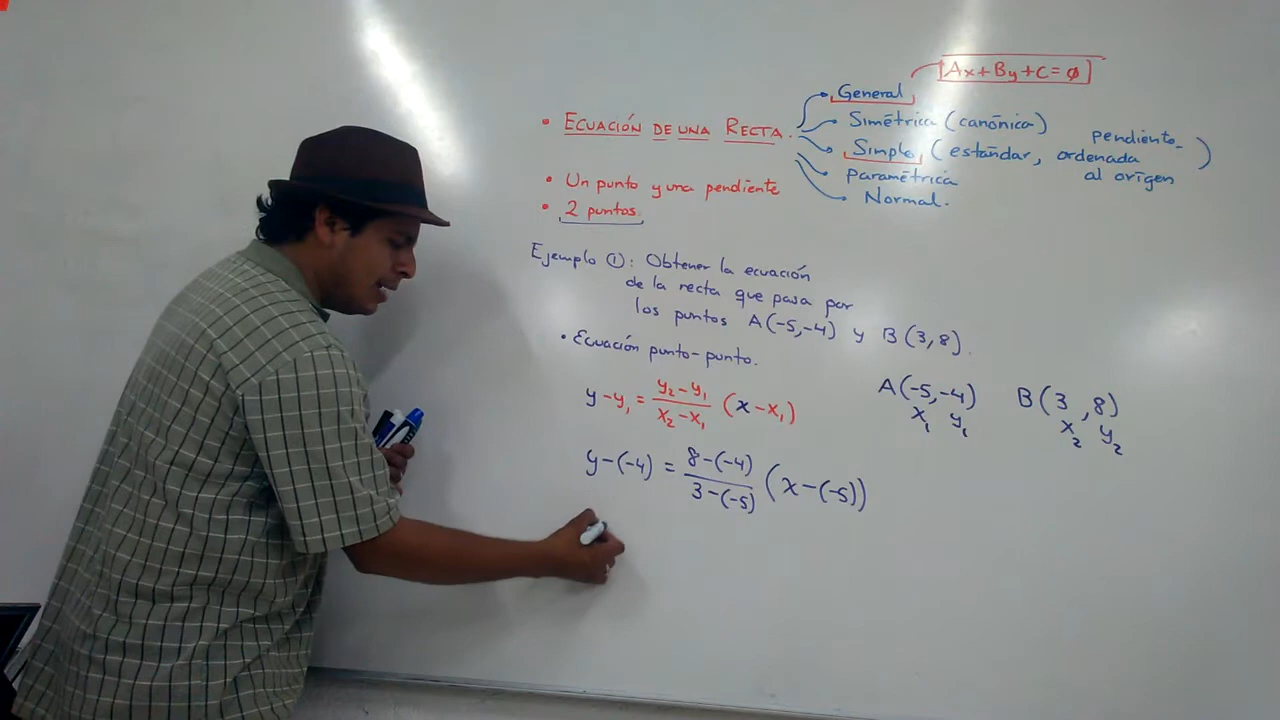 Ax+By+C=∅
General
• ECUACIÓN DE UNA RECTA.
Simétrica (canónica)
Simple (estándar, pendiente_ ordenada al origen)
Paramétrica
Normal.
• Un punto y una pendiente
• 2 puntos.
Ejemplo ①: Obtener la ecuación
de la recta que pasa por
los puntos A(-5,-4) y B(3,8).
• Ecuación punto-punto.
y-y₁ = (y₂-y₁)/(x₂-x₁) (x-x₁)
A(-5,-4) B(3,8)
x₁ y₁ x₂ y₂
y-(-4) = (8-(-4))/(3-(-5)) (x-(-5))